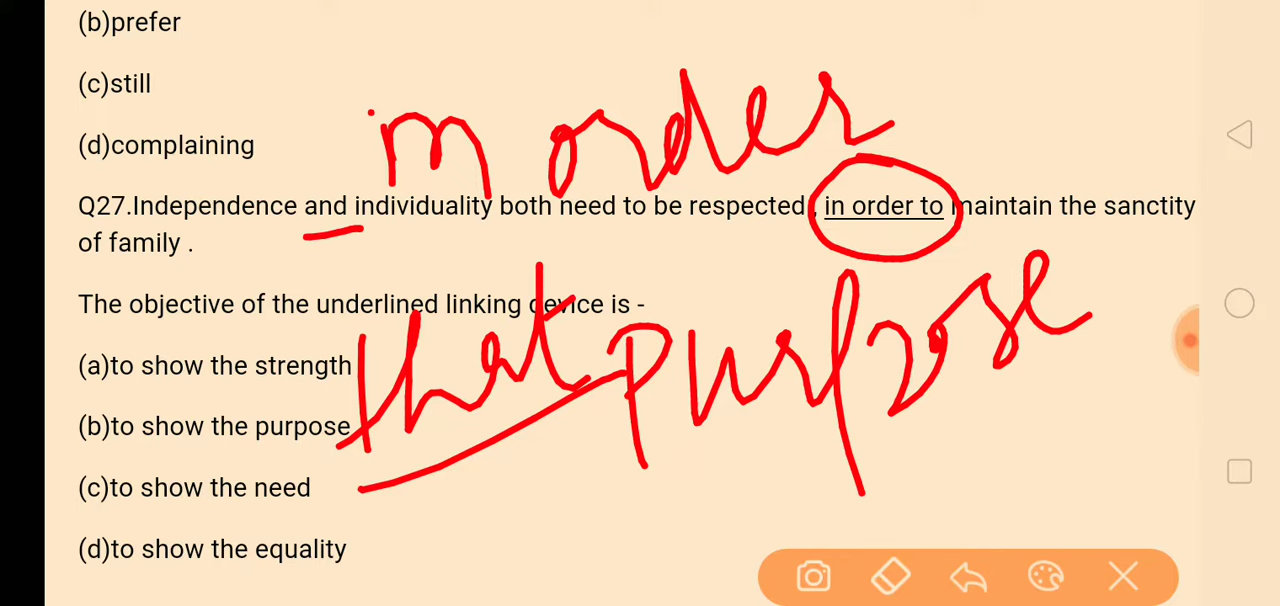 (b)prefer
(c)still
(d)complaining
in order
Q27.Independence and individuality both need to be respected , in order to maintain the sanctity
of family .
The objective of the underlined linking device is -
that purpose
(a)to show the strength
(b)to show the purpose
(c)to show the need
(d)to show the equality